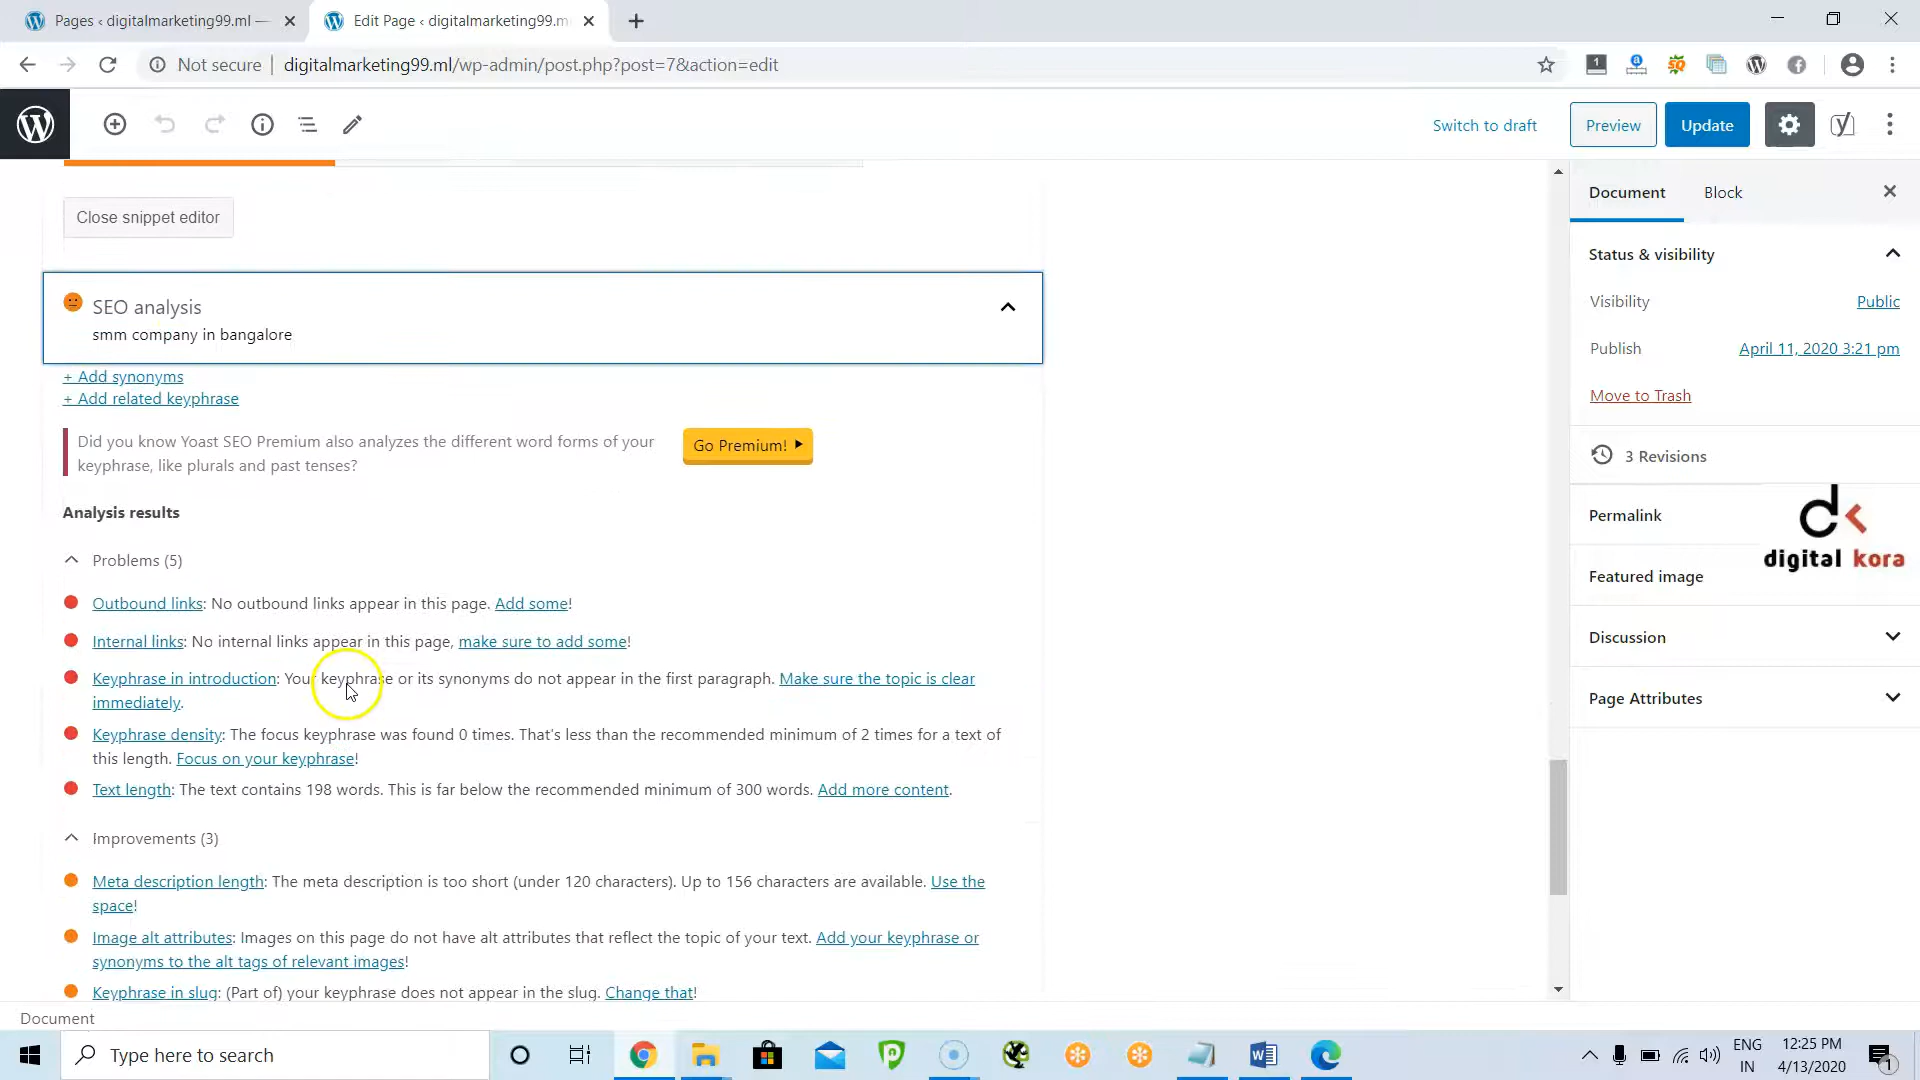 Pages ‹ digitalmarketing99.ml —
Edit Page ‹ digitalmarketing99.m
Not secure
digitalmarketing99.ml/wp-admin/post.php?post=7&action=edit
Switch to draft
Preview
Update
Close snippet editor
SEO analysis
smm company in bangalore
+ Add synonyms
+ Add related keyphrase
Did you know Yoast SEO Premium also analyzes the different word forms of your
keyphrase, like plurals and past tenses?
Go Premium!
Analysis results
Problems (5)
Outbound links: No outbound links appear in this page. Add some!
Internal links: No internal links appear in this page, make sure to add some!
Keyphrase in introduction: Your keyphrase or its synonyms do not appear in the first paragraph. Make sure the topic is clear
immediately.
Keyphrase density: The focus keyphrase was found 0 times. That's less than the recommended minimum of 2 times for a text of
this length. Focus on your keyphrase!
Text length: The text contains 198 words. This is far below the recommended minimum of 300 words. Add more content.
Improvements (3)
Meta description length: The meta description is too short (under 120 characters). Up to 156 characters are available. Use the
space!
Image alt attributes: Images on this page do not have alt attributes that reflect the topic of your text. Add your keyphrase or
synonyms to the alt tags of relevant images!
Keyphrase in slug: (Part of) your keyphrase does not appear in the slug. Change that!
Document
Document
Block
Status & visibility
Visibility
Public
Publish
April 11, 2020 3:21 pm
Move to Trash
3 Revisions
Permalink
digital kora
Featured image
Discussion
Page Attributes
Type here to search
ENG
IN
12:25 PM
4/13/2020
1